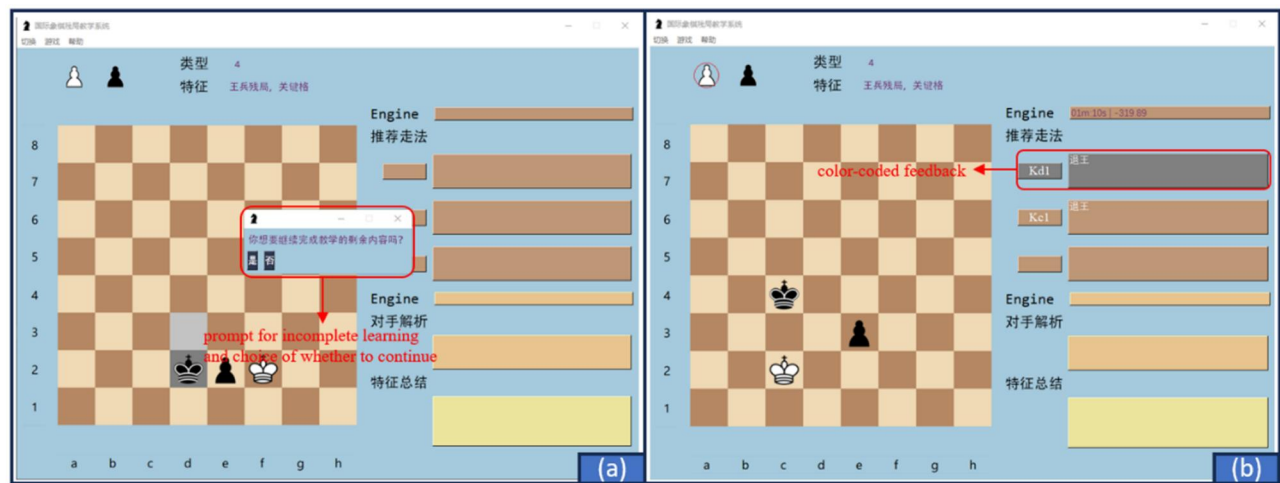 国际象棋残局教学系统
切换 游戏 帮助
类型 4
特征 王兵残局，关键格
Engine
推荐走法
8
7
6
5
4
3
2
1
你想要继续完成教学的剩余内容吗？
是 否
prompt for incomplete learning
and choice of whether to continue
Engine
对手解析
特征总结
a b c d e f g h
(a)
国际象棋残局教学系统
切换 游戏 帮助
类型 4
特征 王兵残局，关键格
Engine 01m:10s | -319.89
推荐走法
8
7
6
5
4
3
2
1
color-coded feedback
Kd1 退王
Kc1 退王
Engine
对手解析
特征总结
a b c d e f g h
(b)